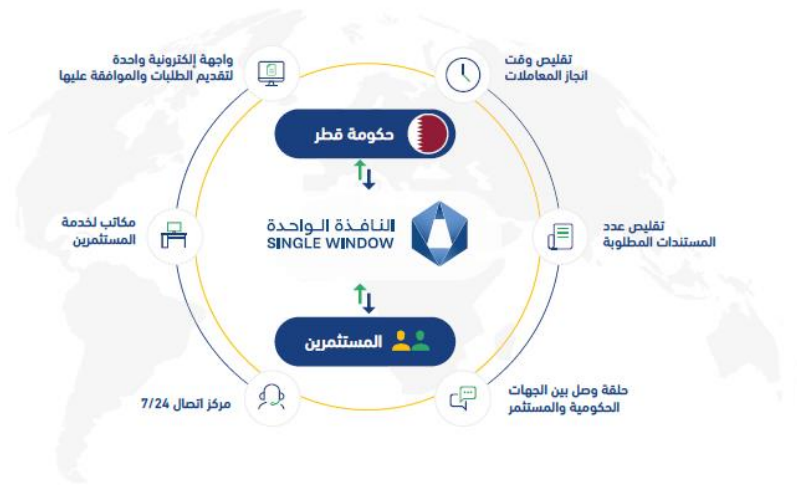 تقليص وقت
انجاز المعاملات
واجهة إلكترونية واحدة
لتقديم الطلبات والموافقة عليها
حكومة قطر
النافذة الواحدة
SINGLE WINDOW
تقليص عدد
المستندات المطلوبة
مكاتب لخدمة
المستثمرين
المستثمرين
حلقة وصل بين الجهات
الحكومية والمستثمر
مركز اتصال 7/24